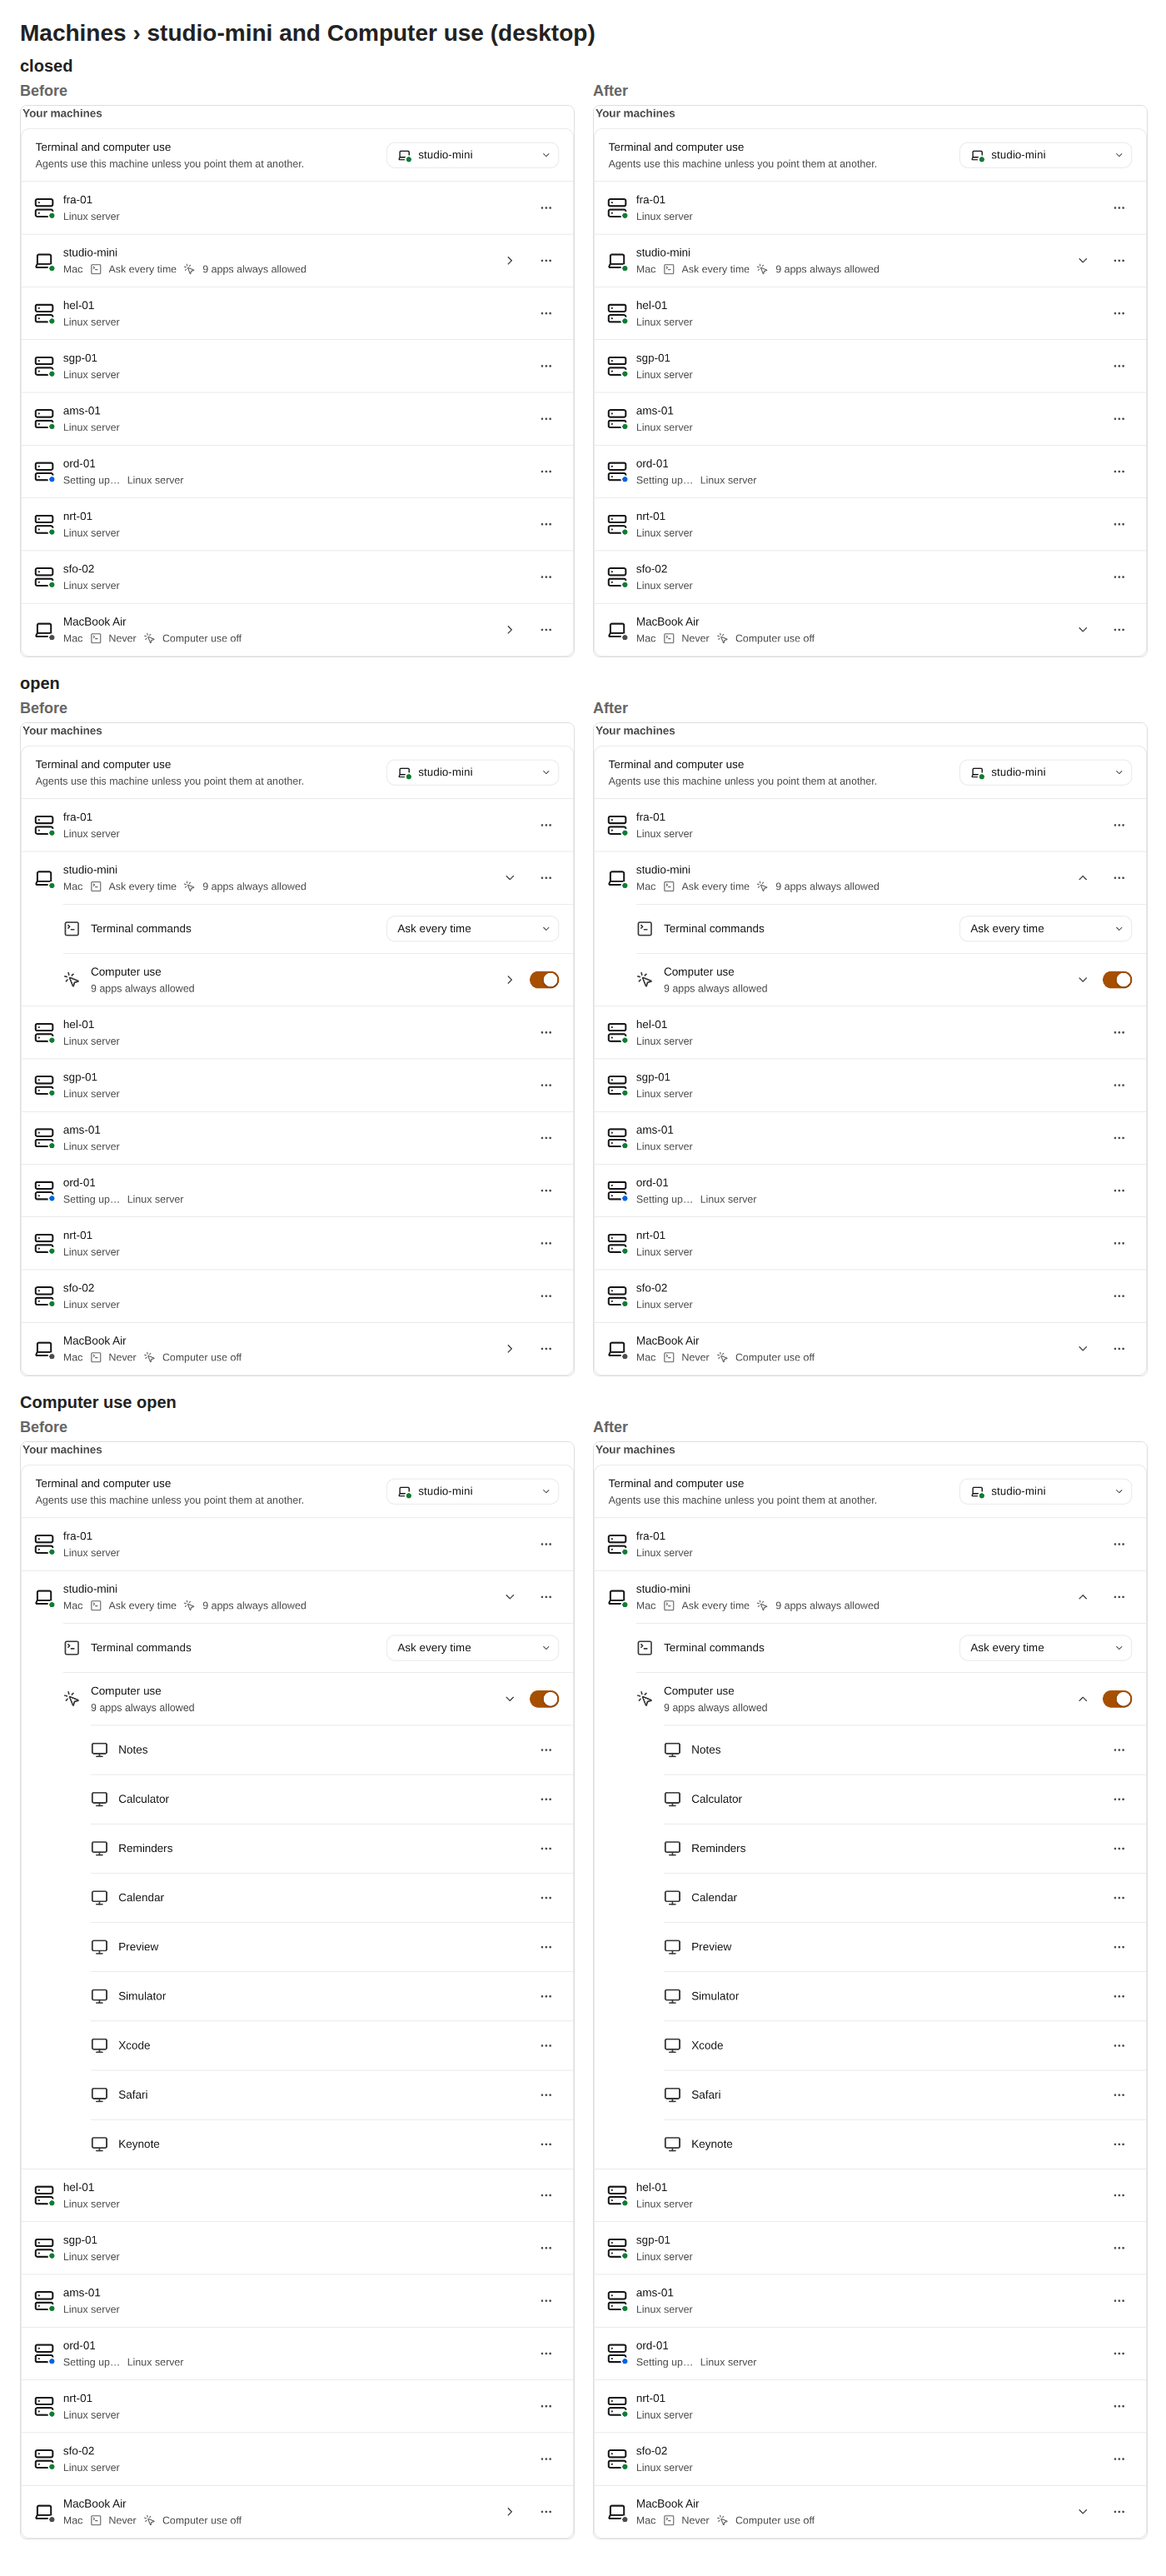 Machines › studio-mini and Computer use (desktop)
closed
Before
Your machines
Terminal and computer use
Agents use this machine unless you point them at another.
studio-mini
fra-01
Linux server
studio-mini
Mac Ask every time 9 apps always allowed
hel-01
Linux server
sgp-01
Linux server
ams-01
Linux server
ord-01
Setting up… Linux server
nrt-01
Linux server
sfo-02
Linux server
MacBook Air
Mac Never Computer use off
After
Your machines
Terminal and computer use
Agents use this machine unless you point them at another.
studio-mini
fra-01
Linux server
studio-mini
Mac Ask every time 9 apps always allowed
hel-01
Linux server
sgp-01
Linux server
ams-01
Linux server
ord-01
Setting up… Linux server
nrt-01
Linux server
sfo-02
Linux server
MacBook Air
Mac Never Computer use off
open
Before
Your machines
Terminal and computer use
Agents use this machine unless you point them at another.
studio-mini
fra-01
Linux server
studio-mini
Mac Ask every time 9 apps always allowed
Terminal commands
Ask every time
Computer use
9 apps always allowed
hel-01
Linux server
sgp-01
Linux server
ams-01
Linux server
ord-01
Setting up… Linux server
nrt-01
Linux server
sfo-02
Linux server
MacBook Air
Mac Never Computer use off
After
Your machines
Terminal and computer use
Agents use this machine unless you point them at another.
studio-mini
fra-01
Linux server
studio-mini
Mac Ask every time 9 apps always allowed
Terminal commands
Ask every time
Computer use
9 apps always allowed
hel-01
Linux server
sgp-01
Linux server
ams-01
Linux server
ord-01
Setting up… Linux server
nrt-01
Linux server
sfo-02
Linux server
MacBook Air
Mac Never Computer use off
Computer use open
Before
Your machines
Terminal and computer use
Agents use this machine unless you point them at another.
studio-mini
fra-01
Linux server
studio-mini
Mac Ask every time 9 apps always allowed
Terminal commands
Ask every time
Computer use
9 apps always allowed
Notes
Calculator
Reminders
Calendar
Preview
Simulator
Xcode
Safari
Keynote
hel-01
Linux server
sgp-01
Linux server
ams-01
Linux server
ord-01
Setting up… Linux server
nrt-01
Linux server
sfo-02
Linux server
MacBook Air
Mac Never Computer use off
After
Your machines
Terminal and computer use
Agents use this machine unless you point them at another.
studio-mini
fra-01
Linux server
studio-mini
Mac Ask every time 9 apps always allowed
Terminal commands
Ask every time
Computer use
9 apps always allowed
Notes
Calculator
Reminders
Calendar
Preview
Simulator
Xcode
Safari
Keynote
hel-01
Linux server
sgp-01
Linux server
ams-01
Linux server
ord-01
Setting up… Linux server
nrt-01
Linux server
sfo-02
Linux server
MacBook Air
Mac Never Computer use off